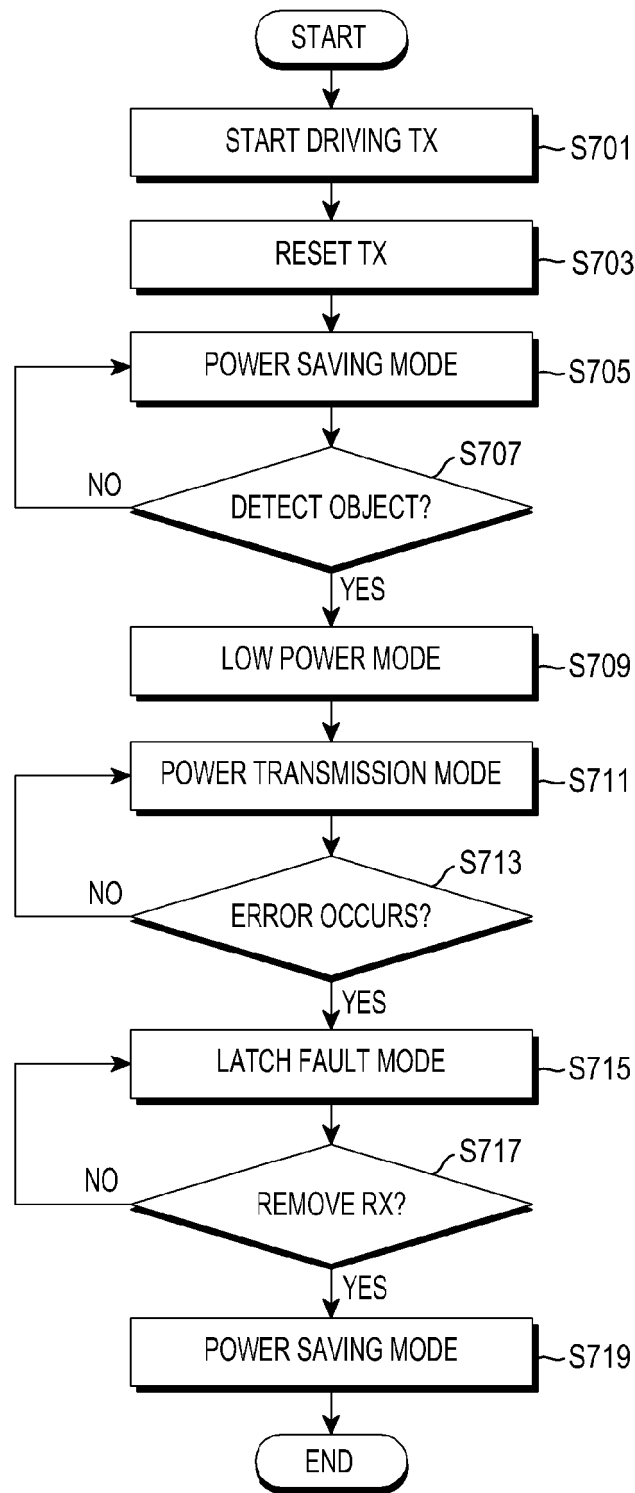 START
START DRIVING TX
S701
RESET TX
S703
POWER SAVING MODE
S705
S707
NO
DETECT OBJECT?
YES
LOW POWER MODE
S709
POWER TRANSMISSION MODE
S711
S713
NO
ERROR OCCURS?
YES
LATCH FAULT MODE
S715
S717
NO
REMOVE RX?
YES
POWER SAVING MODE
S719
END